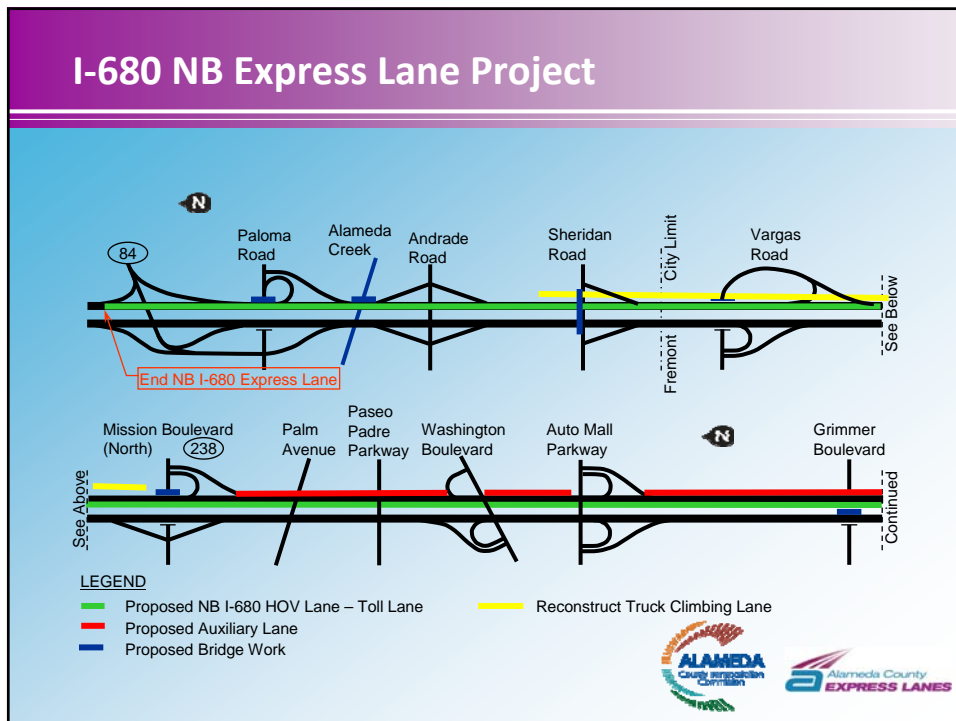 I-680 NB Express Lane Project
N
84
Paloma
Road
Alameda
Creek
Andrade
Road
Sheridan
Road
City Limit
Fremont
Vargas
Road
See Below
End NB I-680 Express Lane
Mission Boulevard
(North)
238
Palm
Avenue
Paseo
Padre
Parkway
Washington
Boulevard
Auto Mall
Parkway
N
Grimmer
Boulevard
See Above
Continued
LEGEND
Proposed NB I-680 HOV Lane – Toll Lane
Reconstruct Truck Climbing Lane
Proposed Auxiliary Lane
Proposed Bridge Work
ALAMEDA
County Transportation
Commission
Alameda County
EXPRESS LANES